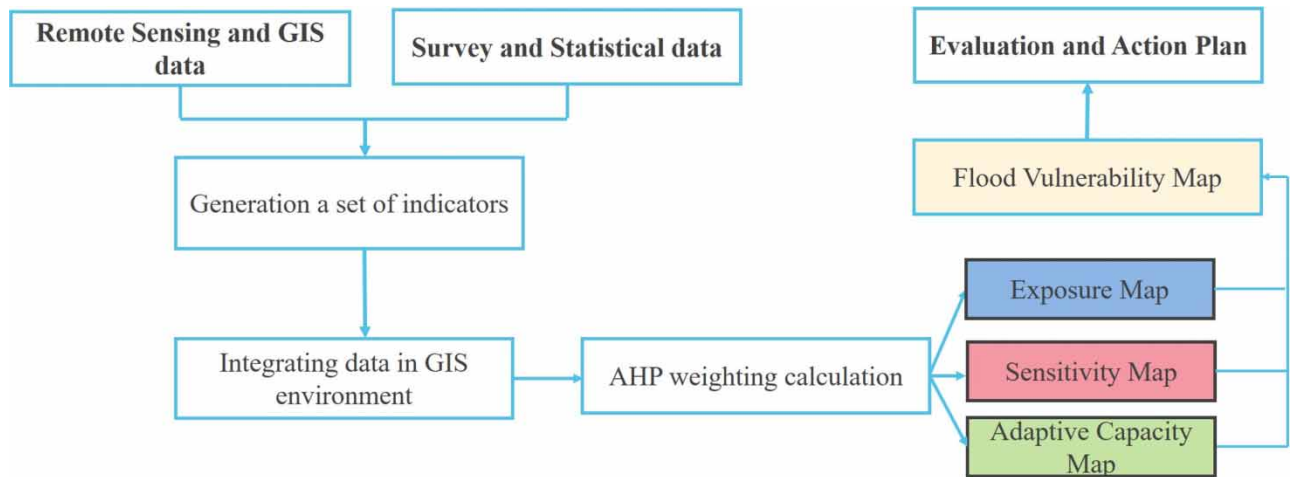 Remote Sensing and GIS
data
Survey and Statistical data
Evaluation and Action Plan
Generation a set of indicators
Flood Vulnerability Map
Integrating data in GIS
environment
AHP weighting calculation
Exposure Map
Sensitivity Map
Adaptive Capacity
Map